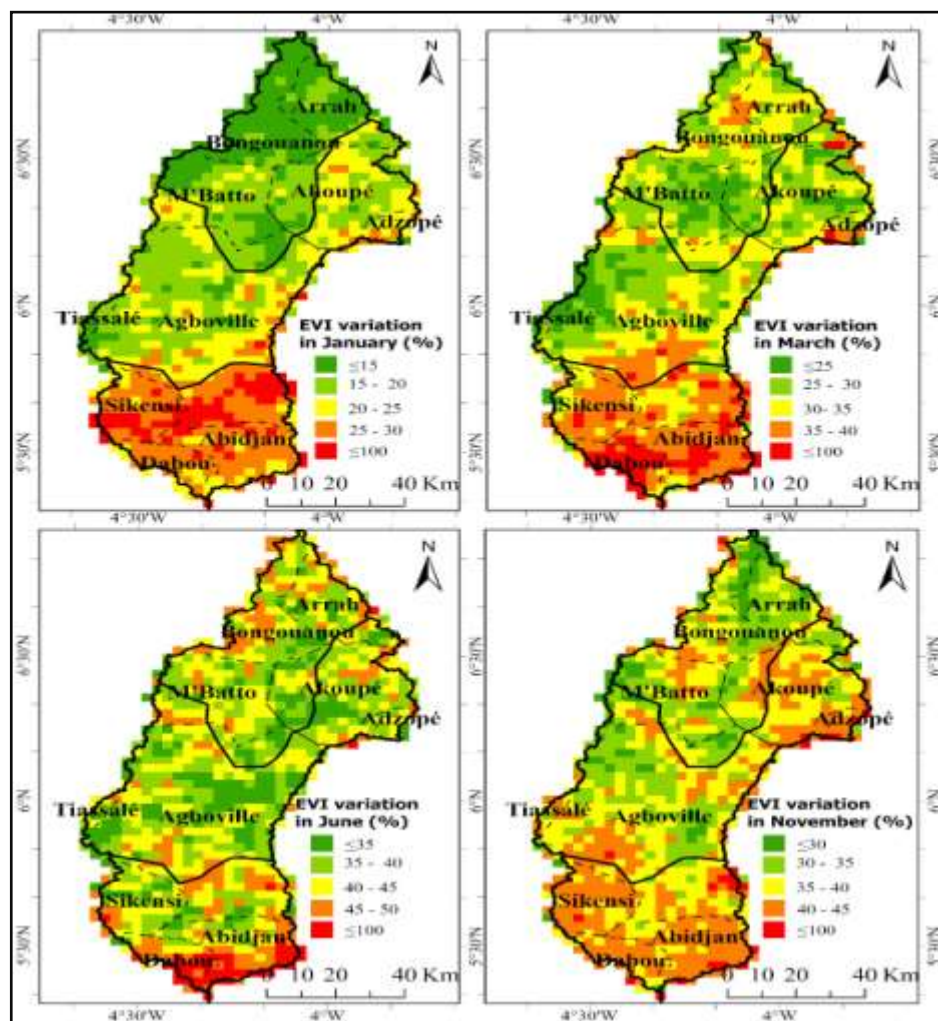 4°30'W 4°W 4°30'W 4°W
N N
Arrah Arrah
Bongouanou Bongouanou
6°30'N 6°30'N
M'Batto Akoupé M'Batto Akoupé
Adzopé Adzopé
6°N 6°N
Tiassalé Agboville Tiassalé Agboville
EVI variation EVI variation
in January (%) in March (%)
≤15 ≤25
15 - 20 25 - 30
20 - 25 30- 35
25 - 30 35 - 40
≤100 ≤100
Sikensi Sikensi
Abidjan Abidjan
5°30'N 5°30'N
Dabou Dabou
0 10 20 40 Km 0 10 20 40 Km
4°30'W 4°W 4°30'W 4°W
N N
Arrah Arrah
Bongouanou Bongouanou
6°30'N 6°30'N
M'Batto Akoupé M'Batto Akoupé
Adzopé Adzopé
6°N 6°N
Tiassalé Agboville Tiassalé Agboville
EVI variation EVI variation
in June (%) in November (%)
≤35 ≤30
35 - 40 30 - 35
40 - 45 35 - 40
45 - 50 40 - 45
≤100 ≤100
Sikensi Sikensi
Abidjan Abidjan
5°30'N 5°30'N
Dabou Dabou
0 10 20 40 Km 0 10 20 40 Km
4°30'W 4°W 4°30'W 4°W